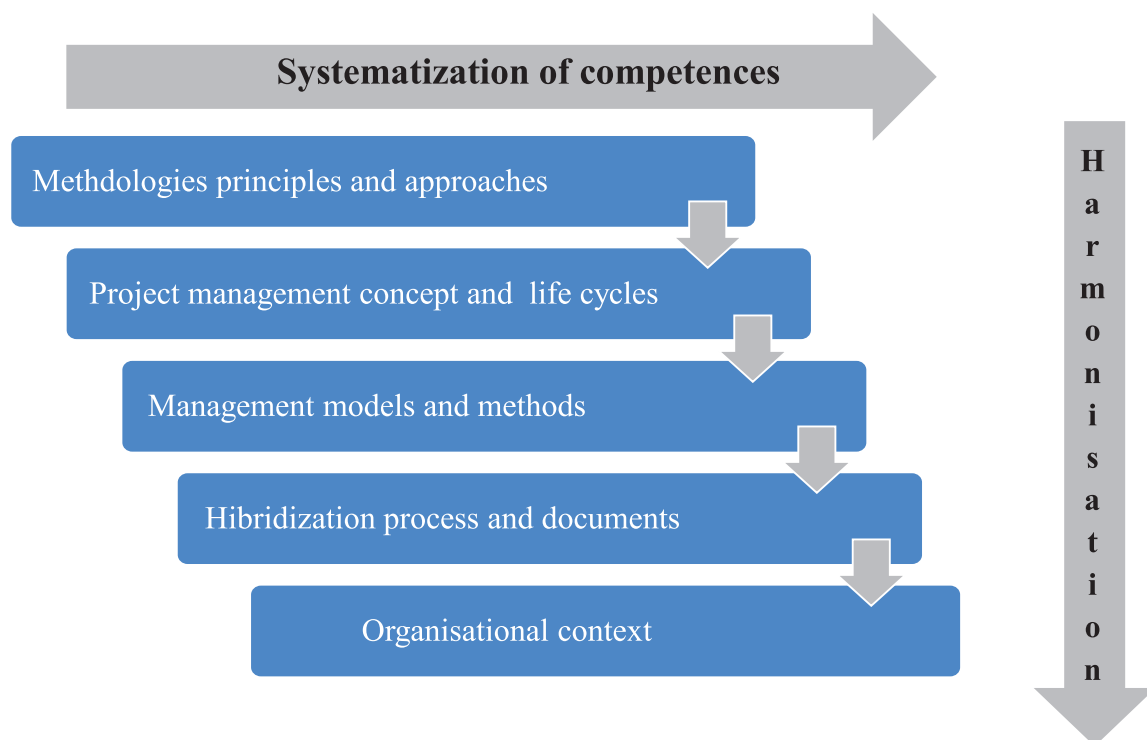 Systematization of competences
Methdologies principles and approaches
Project management concept and life cycles
Management models and methods
Hibridization process and documents
Organisational context
Harmonisation